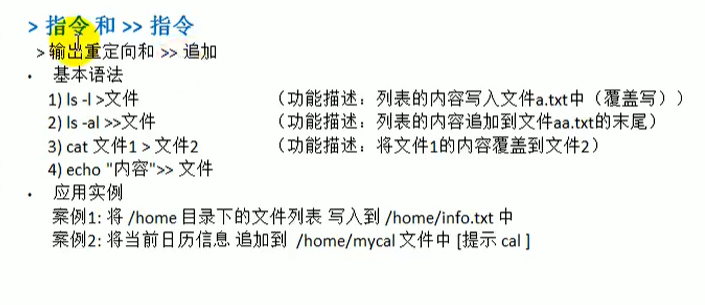 > 指令 和 >> 指令
> 输出重定向和 >> 追加
• 基本语法
1) ls -l >文件 （功能描述：列表的内容写入文件a.txt中（覆盖写））
2) ls -al >>文件 （功能描述：列表的内容追加到文件aa.txt的末尾）
3) cat 文件1 > 文件2 （功能描述：将文件1的内容覆盖到文件2）
4) echo "内容">> 文件
• 应用实例
案例1: 将 /home 目录下的文件列表 写入到 /home/info.txt 中
案例2: 将当前日历信息 追加到 /home/mycal 文件中 [提示 cal ]